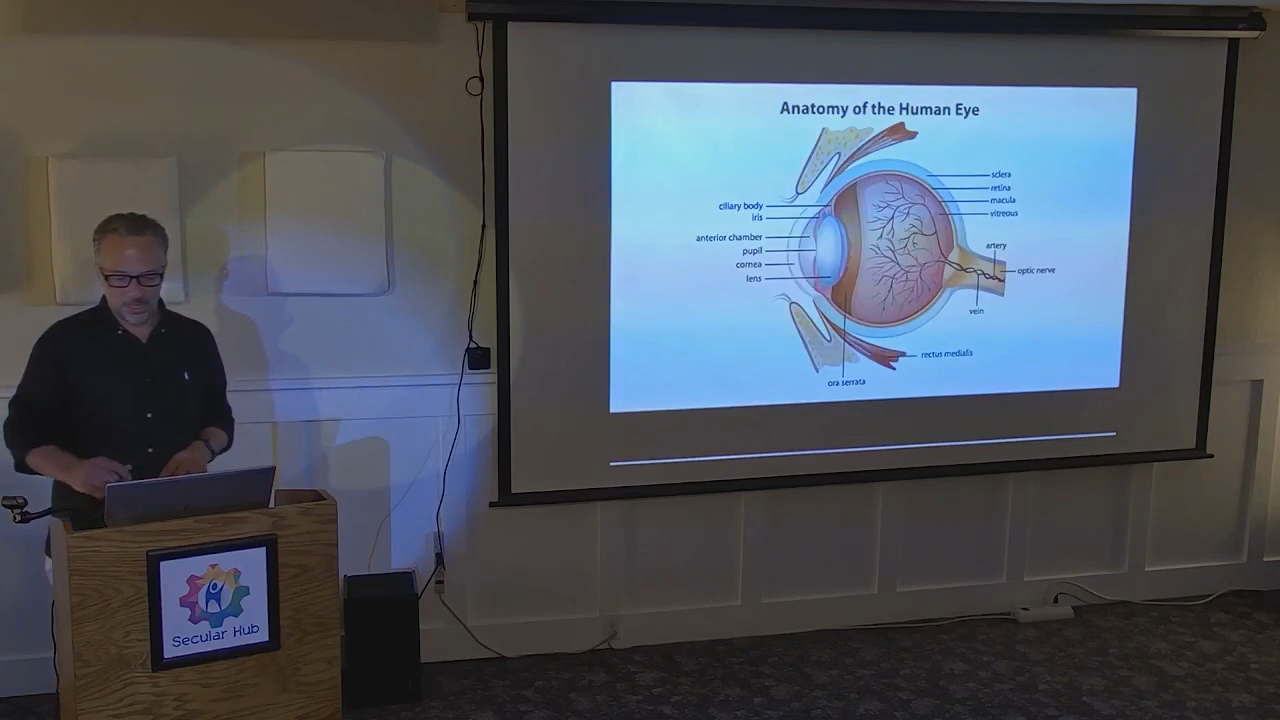 Anatomy of the Human Eye
sclera
retina
macula
vitreous
ciliary body
iris
anterior chamber
pupil
cornea
lens
artery
optic nerve
vein
rectus medialis
ora serrata
Secular Hub